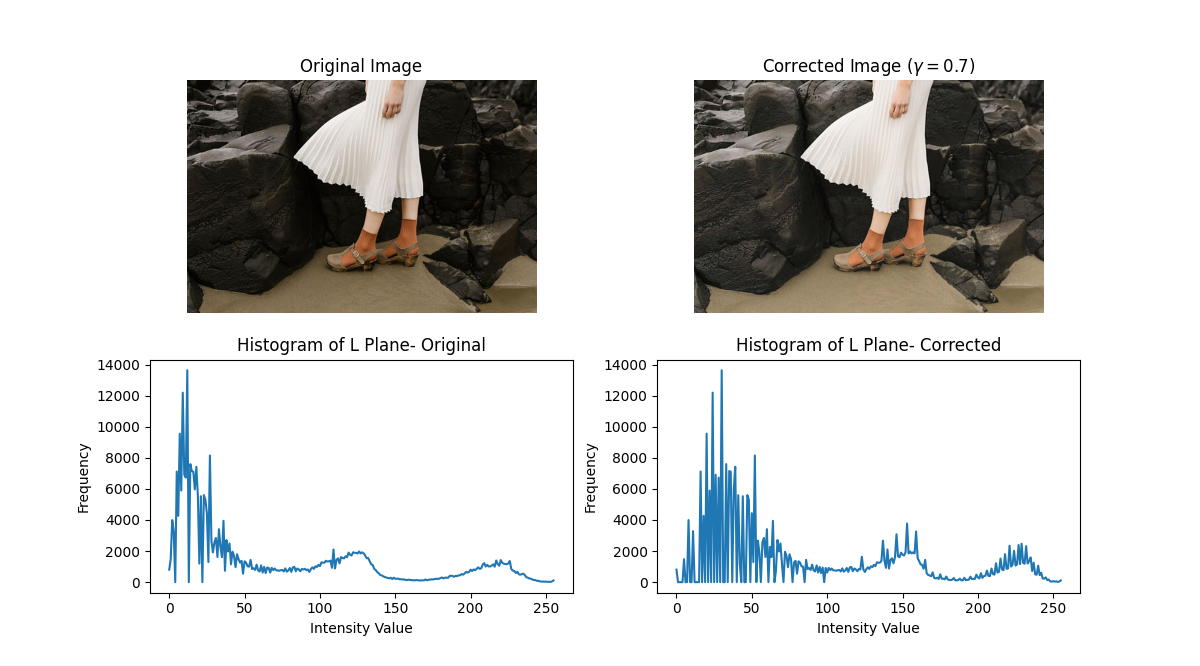 Original Image
Corrected Image (γ = 0.7)
Histogram of L Plane- Original
Histogram of L Plane- Corrected
14000
12000
10000
8000
6000
4000
2000
0
Frequency
0 50 100 150 200 250
Intensity Value
14000
12000
10000
8000
6000
4000
2000
0
Frequency
0 50 100 150 200 250
Intensity Value